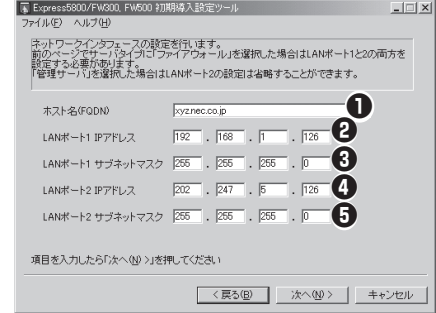 Express5800/FW300, FW500 初期導入設定ツール
ファイル(F) ヘルプ(H)
ネットワークインタフェースの設定を行います。
前のページでサーバタイプに「ファイアウォール」を選択した場合はLANポート1と2の両方を
設定する必要があります。
「管理サーバ」を選択した場合はLANポート2の設定は省略することができます。
ホスト名(FQDN) xyz.nec.co.jp ❶
LANポート1 IPアドレス 192 . 168 . 1 . 126 ❷
LANポート1 サブネットマスク 255 . 255 . 255 . 0 ❸
LANポート2 IPアドレス 202 . 247 . 5 . 126 ❹
LANポート2 サブネットマスク 255 . 255 . 255 . 0 ❺
項目を入力したら「次へ(N) >」を押してください
< 戻る(B) 次へ(N) > キャンセル